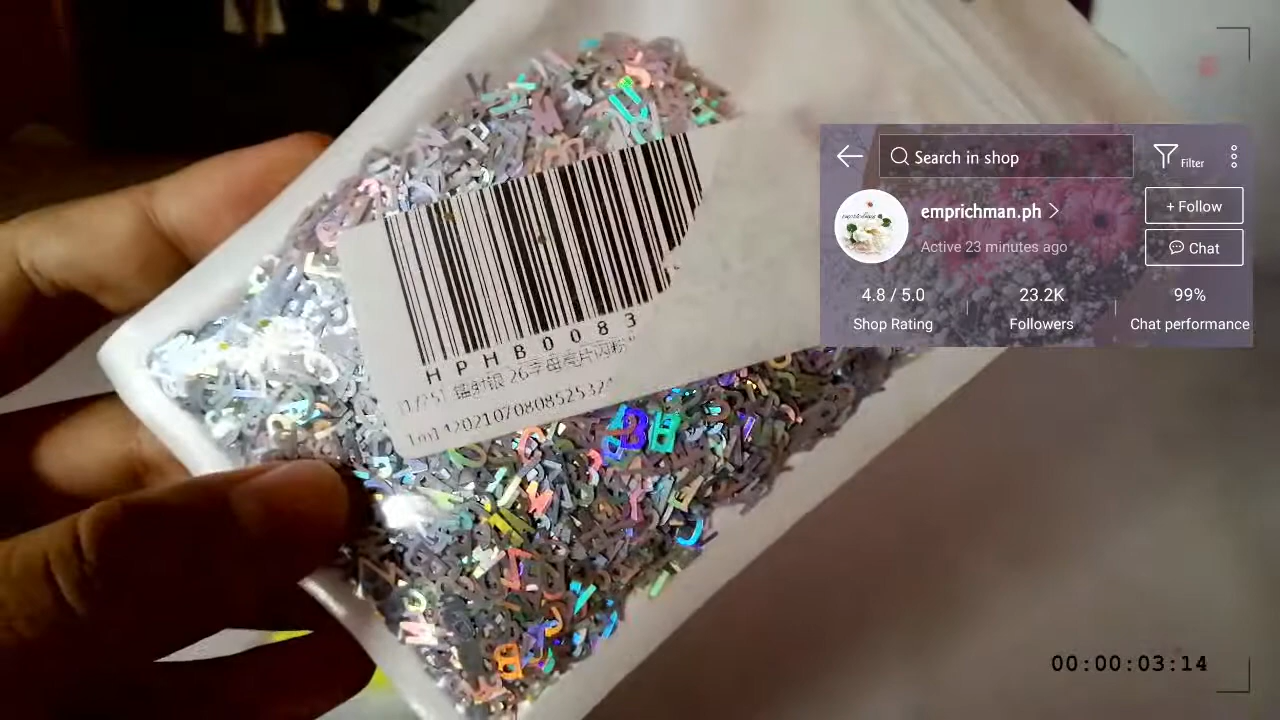 HPHB0083
26字母亮片闪粉
Search in shop
Filter
emprichman.ph
Active 23 minutes ago
+ Follow
Chat
4.8 / 5.0
23.2K
99%
Shop Rating
Followers
Chat performance
00:00:03:14